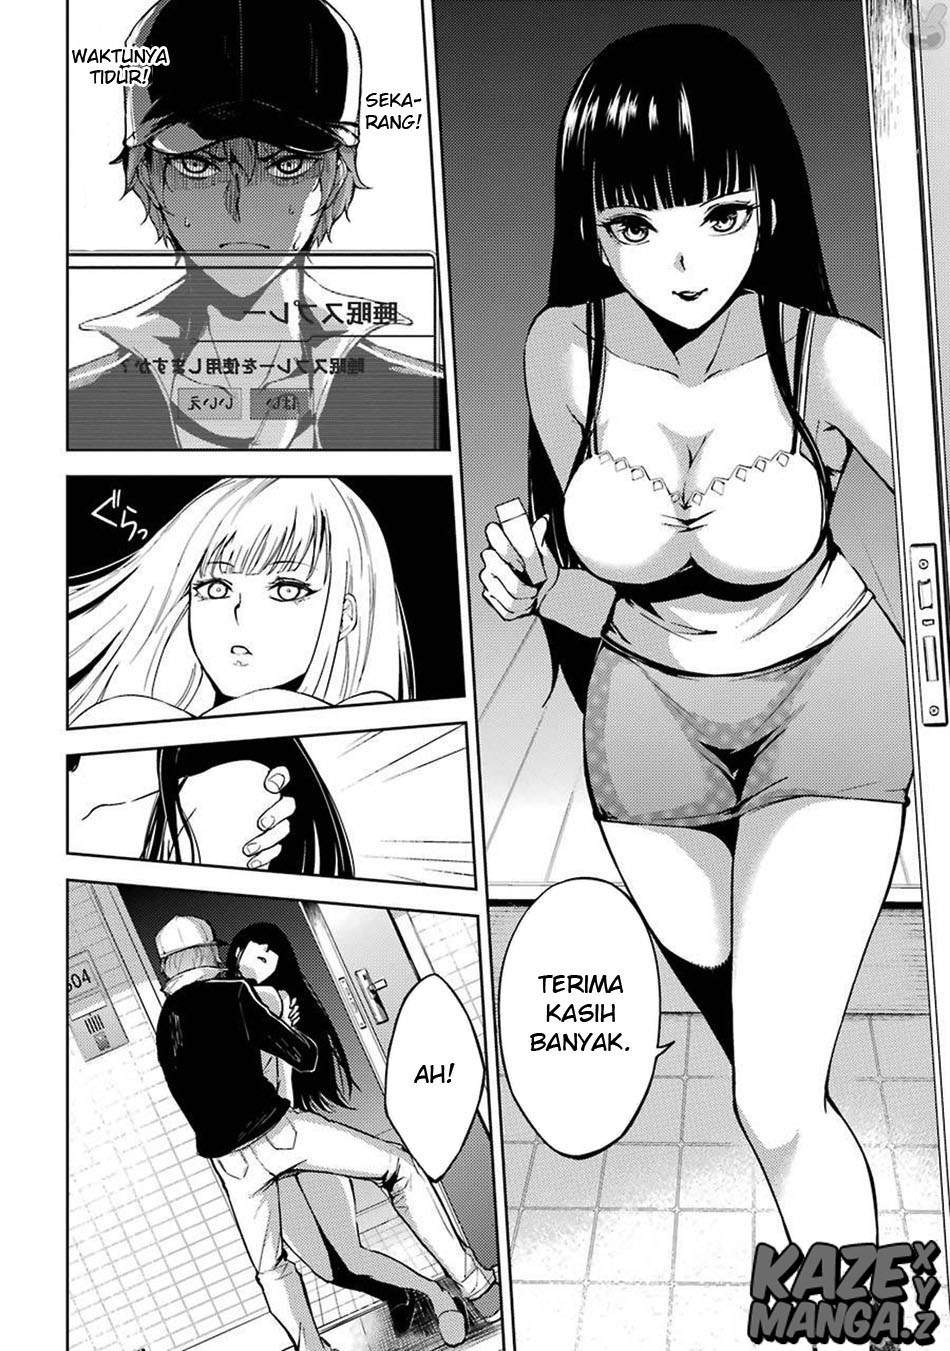 TERIMA
KASIH
BANYAK.
WAKTUNYA
TIDUR!
SEKA-
RANG!
睡眠スプレー
睡眠スプレーを使用しますか？
はい
いいえ
ぐらっ
604
AH!
KAZE
MANGA.
XYZ